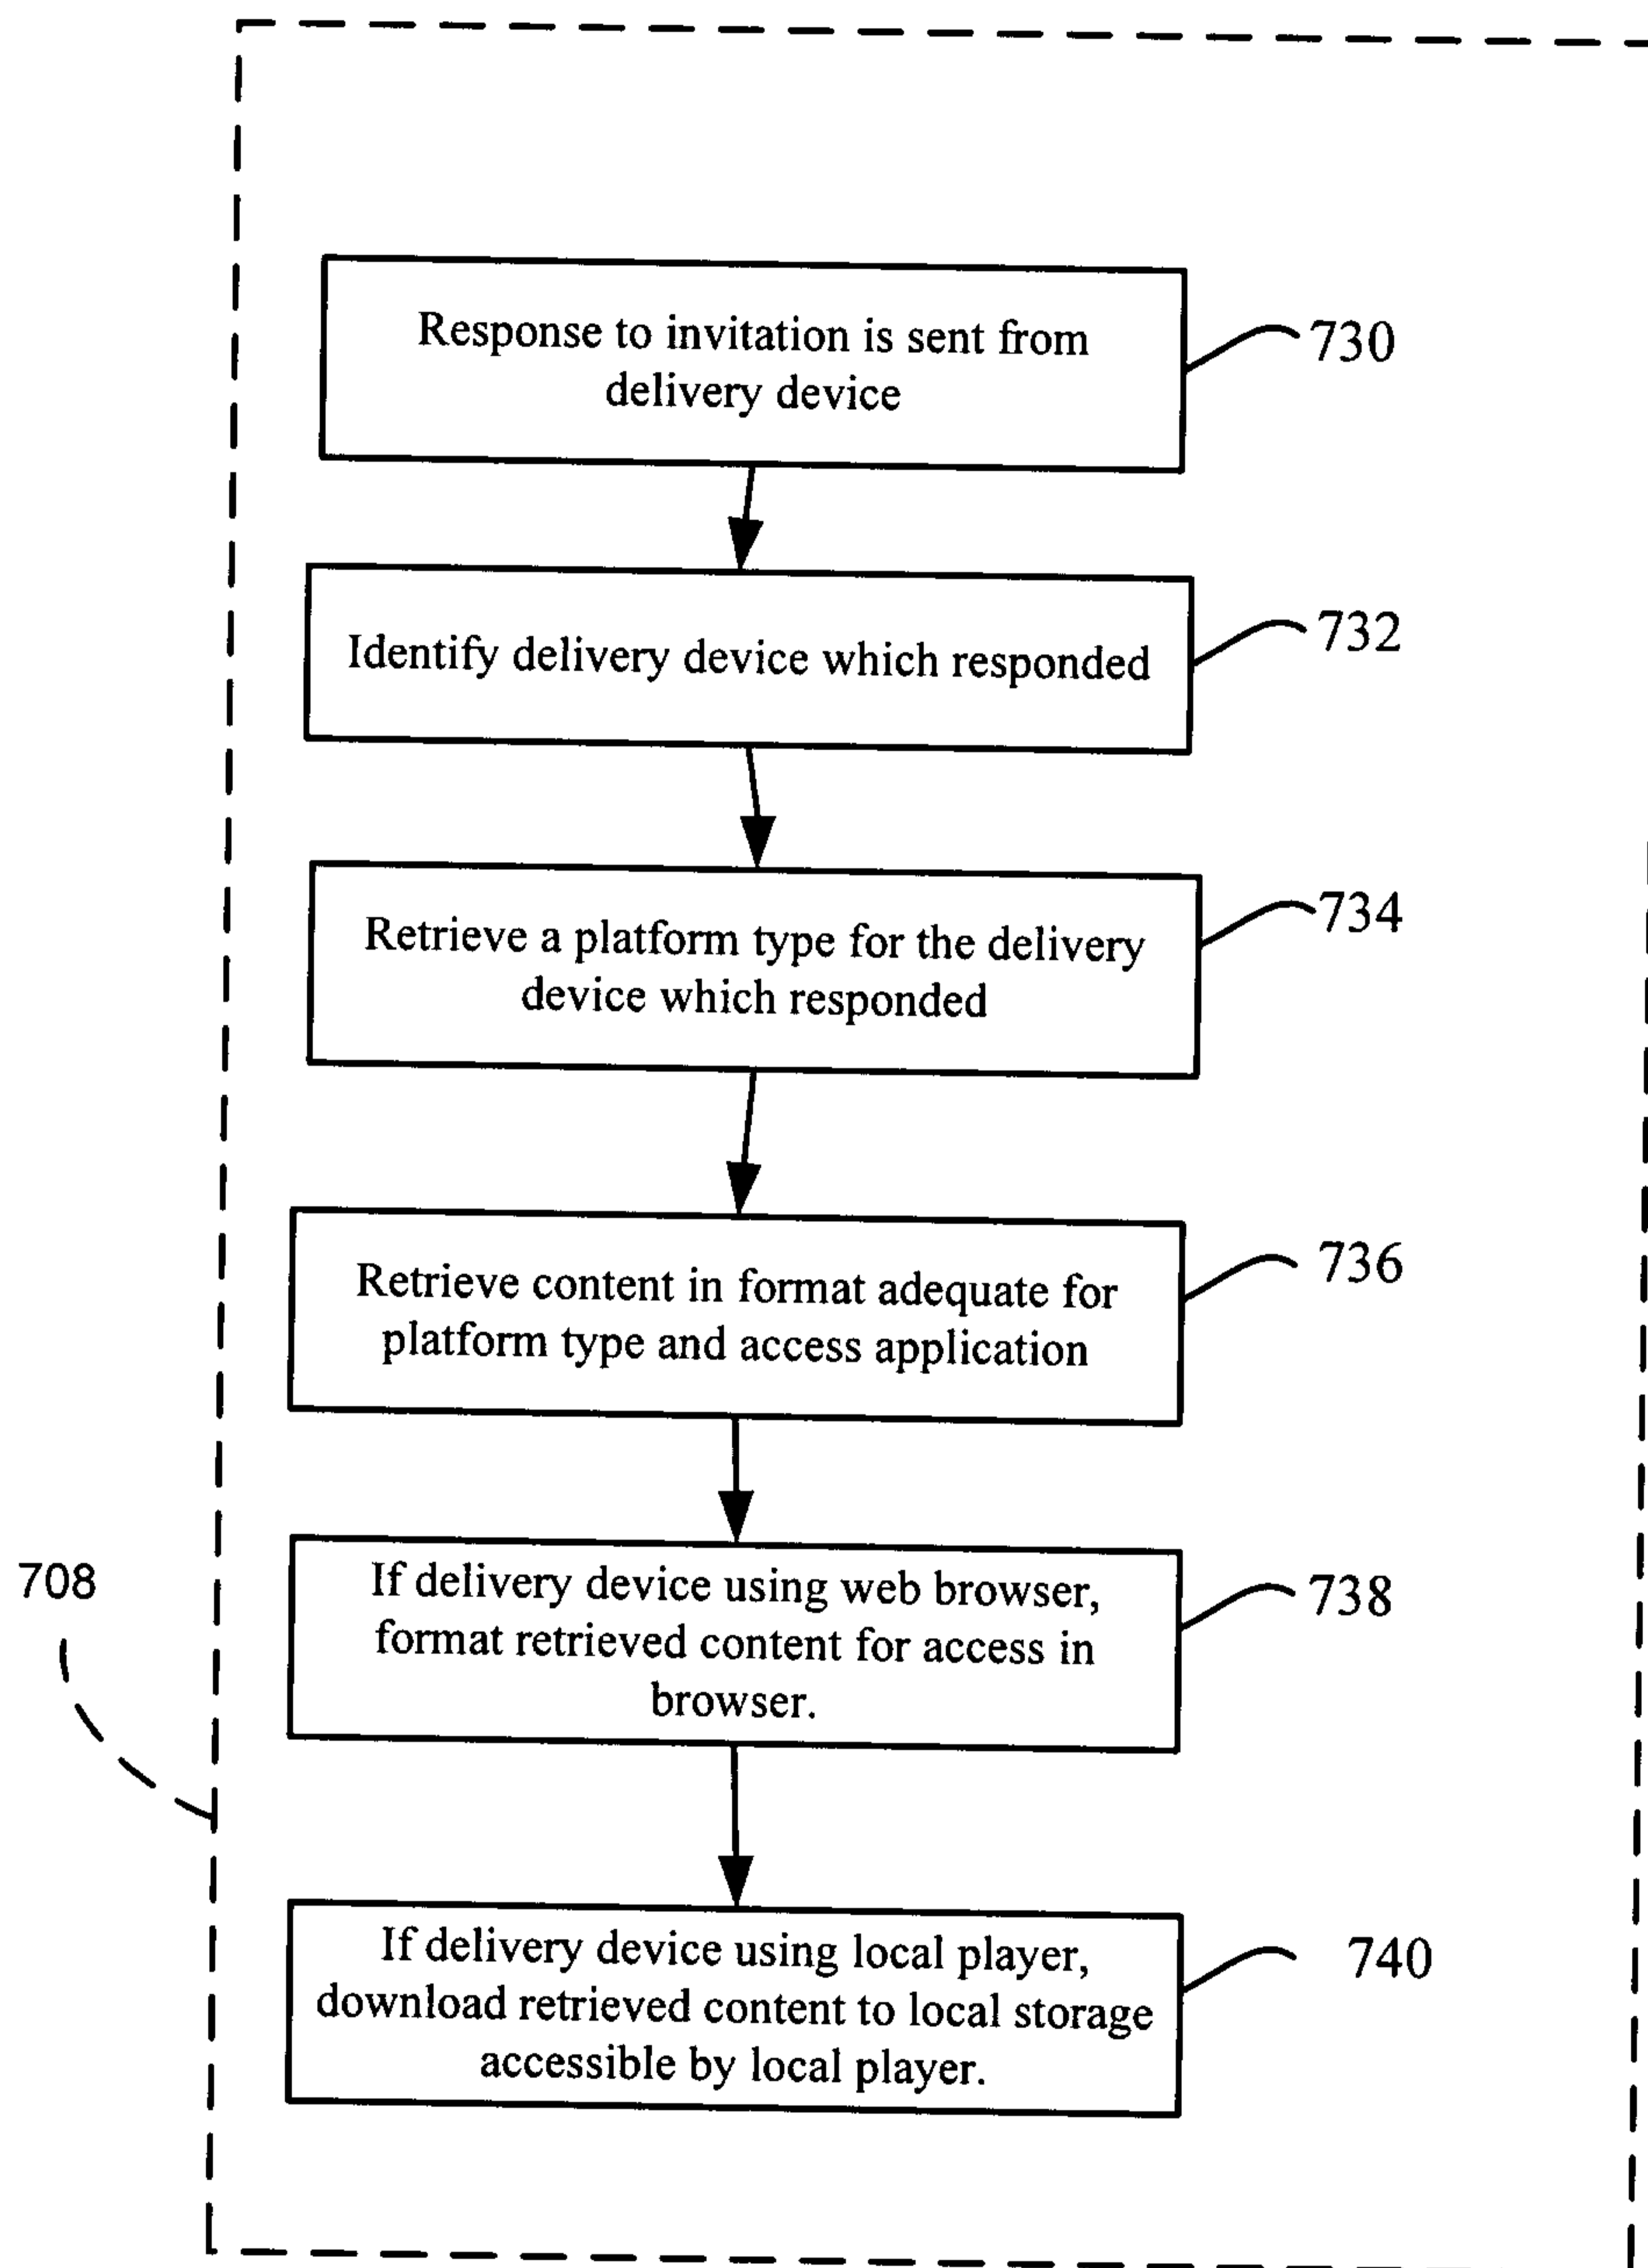 Response to invitation is sent from
delivery device
730
Identify delivery device which responded
732
Retrieve a platform type for the delivery
device which responded
734
Retrieve content in format adequate for
platform type and access application
736
If delivery device using web browser,
format retrieved content for access in
browser.
738
708
If delivery device using local player,
download retrieved content to local storage
accessible by local player.
740